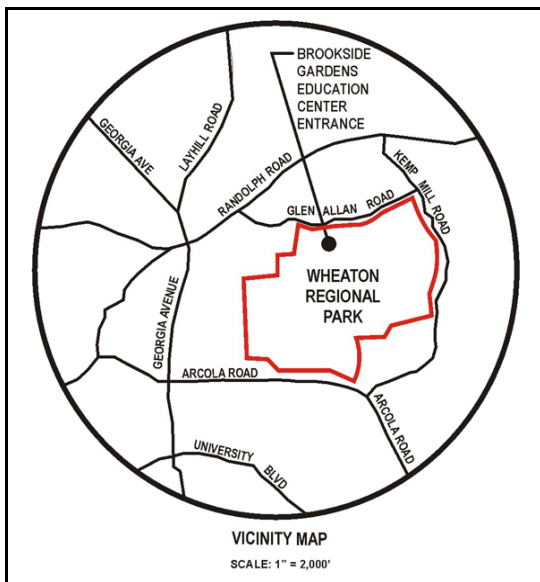 BROOKSIDE
GARDENS
EDUCATION
CENTER
ENTRANCE
GEORGIA AVE
LAYHILL ROAD
RANDOLPH ROAD
KEMP MILL ROAD
GLEN ALLAN ROAD
WHEATON
REGIONAL
PARK
GEORGIA AVENUE
ARCOLA ROAD
ARCOLA ROAD
UNIVERSITY BLVD
VICINITY MAP
SCALE: 1" = 2,000'